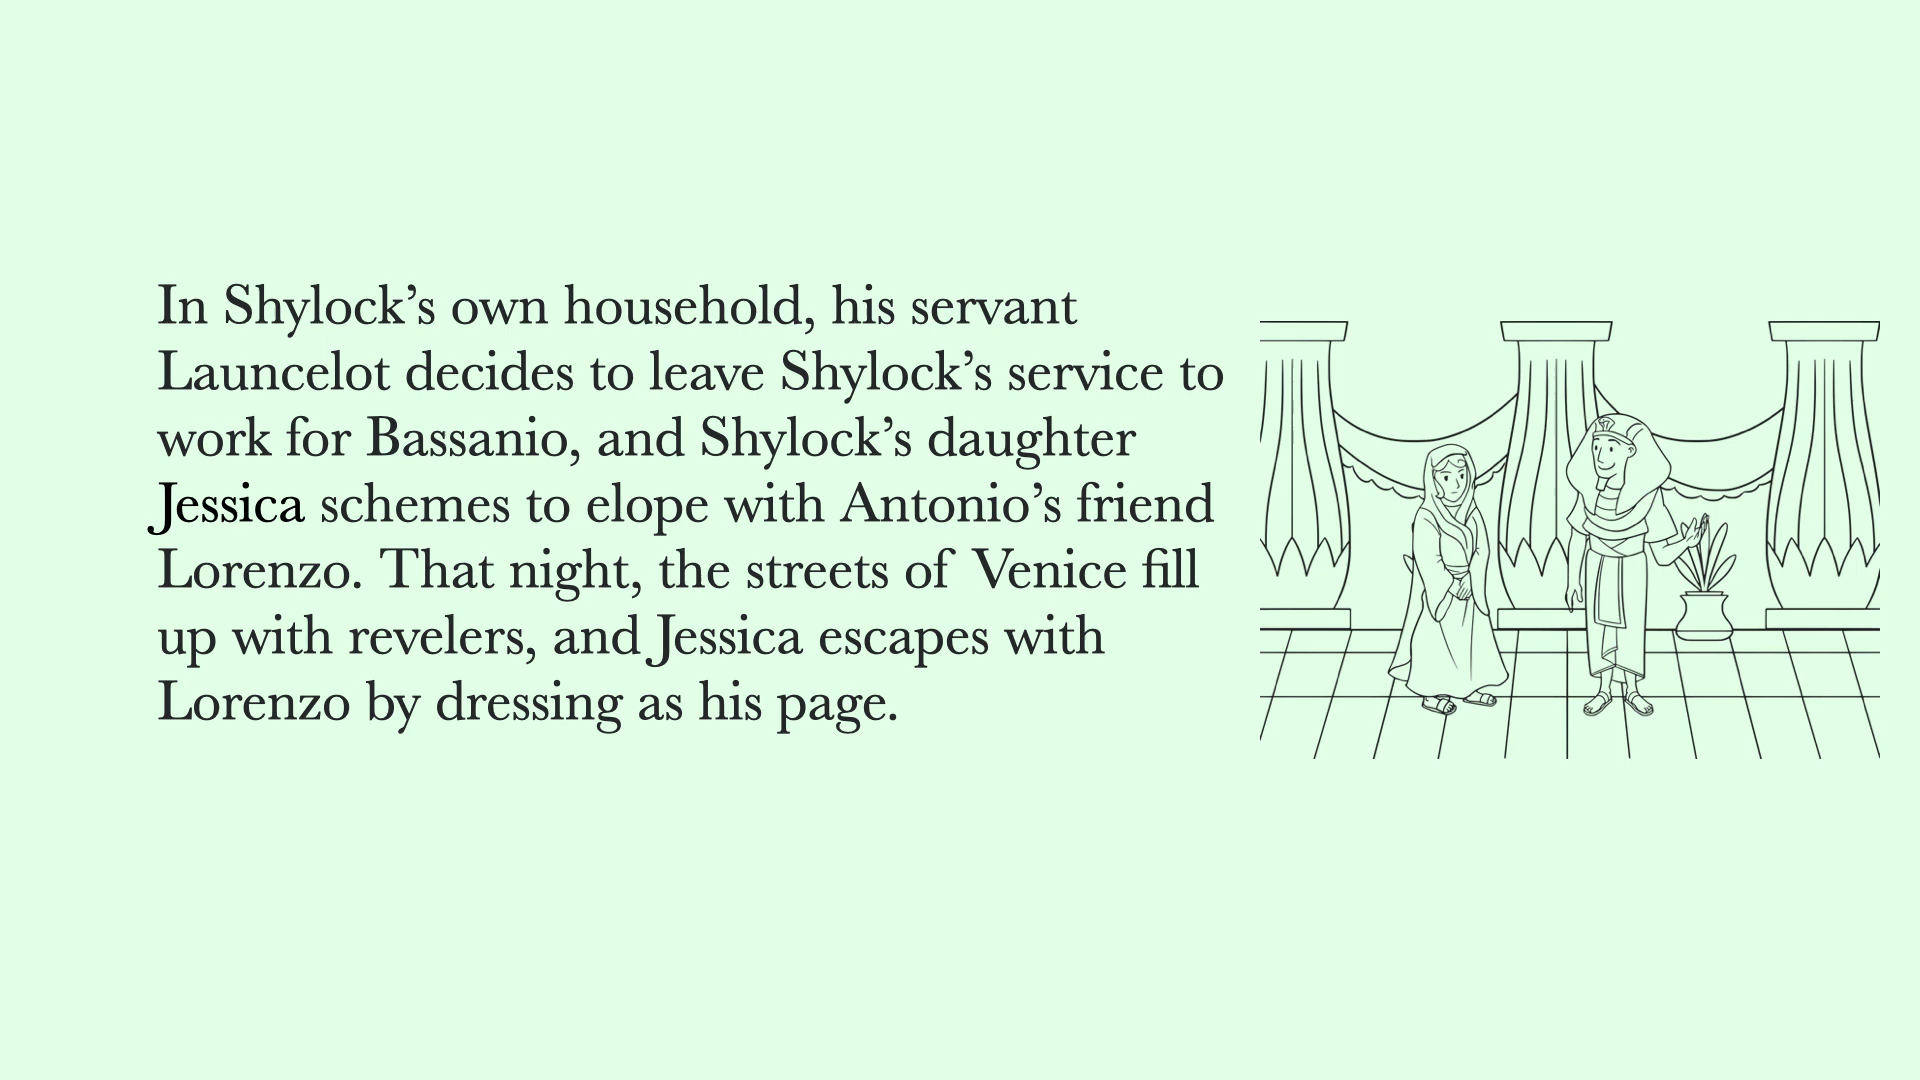 In Shylock’s own household, his servant
Launcelot decides to leave Shylock’s service to
work for Bassanio, and Shylock’s daughter
Jessica schemes to elope with Antonio’s friend
Lorenzo. That night, the streets of Venice fill
up with revelers, and Jessica escapes with
Lorenzo by dressing as his page.